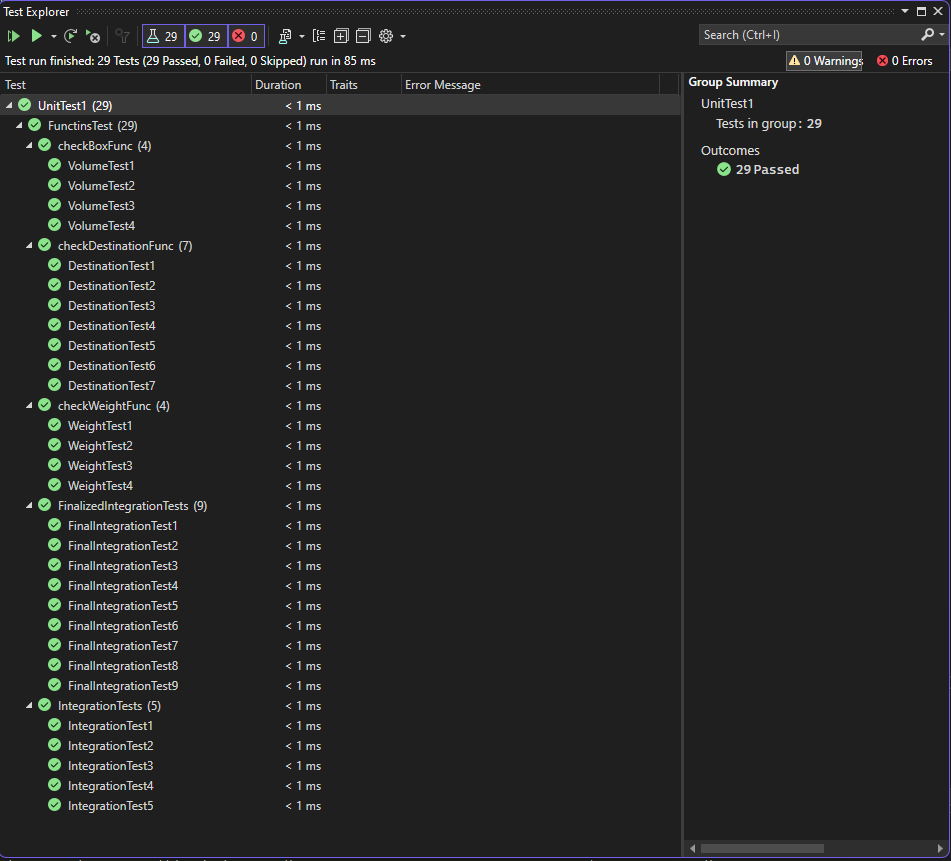 Test Explorer
29 29 0
Search (Ctrl+I)
Test run finished: 29 Tests (29 Passed, 0 Failed, 0 Skipped) run in 85 ms
0 Warnings 0 Errors
Test Duration Traits Error Message
UnitTest1 (29) < 1 ms
FunctinsTest (29) < 1 ms
checkBoxFunc (4) < 1 ms
VolumeTest1 < 1 ms
VolumeTest2 < 1 ms
VolumeTest3 < 1 ms
VolumeTest4 < 1 ms
checkDestinationFunc (7) < 1 ms
DestinationTest1 < 1 ms
DestinationTest2 < 1 ms
DestinationTest3 < 1 ms
DestinationTest4 < 1 ms
DestinationTest5 < 1 ms
DestinationTest6 < 1 ms
DestinationTest7 < 1 ms
checkWeightFunc (4) < 1 ms
WeightTest1 < 1 ms
WeightTest2 < 1 ms
WeightTest3 < 1 ms
WeightTest4 < 1 ms
FinalizedIntegrationTests (9) < 1 ms
FinalIntegrationTest1 < 1 ms
FinalIntegrationTest2 < 1 ms
FinalIntegrationTest3 < 1 ms
FinalIntegrationTest4 < 1 ms
FinalIntegrationTest5 < 1 ms
FinalIntegrationTest6 < 1 ms
FinalIntegrationTest7 < 1 ms
FinalIntegrationTest8 < 1 ms
FinalIntegrationTest9 < 1 ms
IntegrationTests (5) < 1 ms
IntegrationTest1 < 1 ms
IntegrationTest2 < 1 ms
IntegrationTest3 < 1 ms
IntegrationTest4 < 1 ms
IntegrationTest5 < 1 ms
Group Summary
UnitTest1
Tests in group: 29
Outcomes
29 Passed